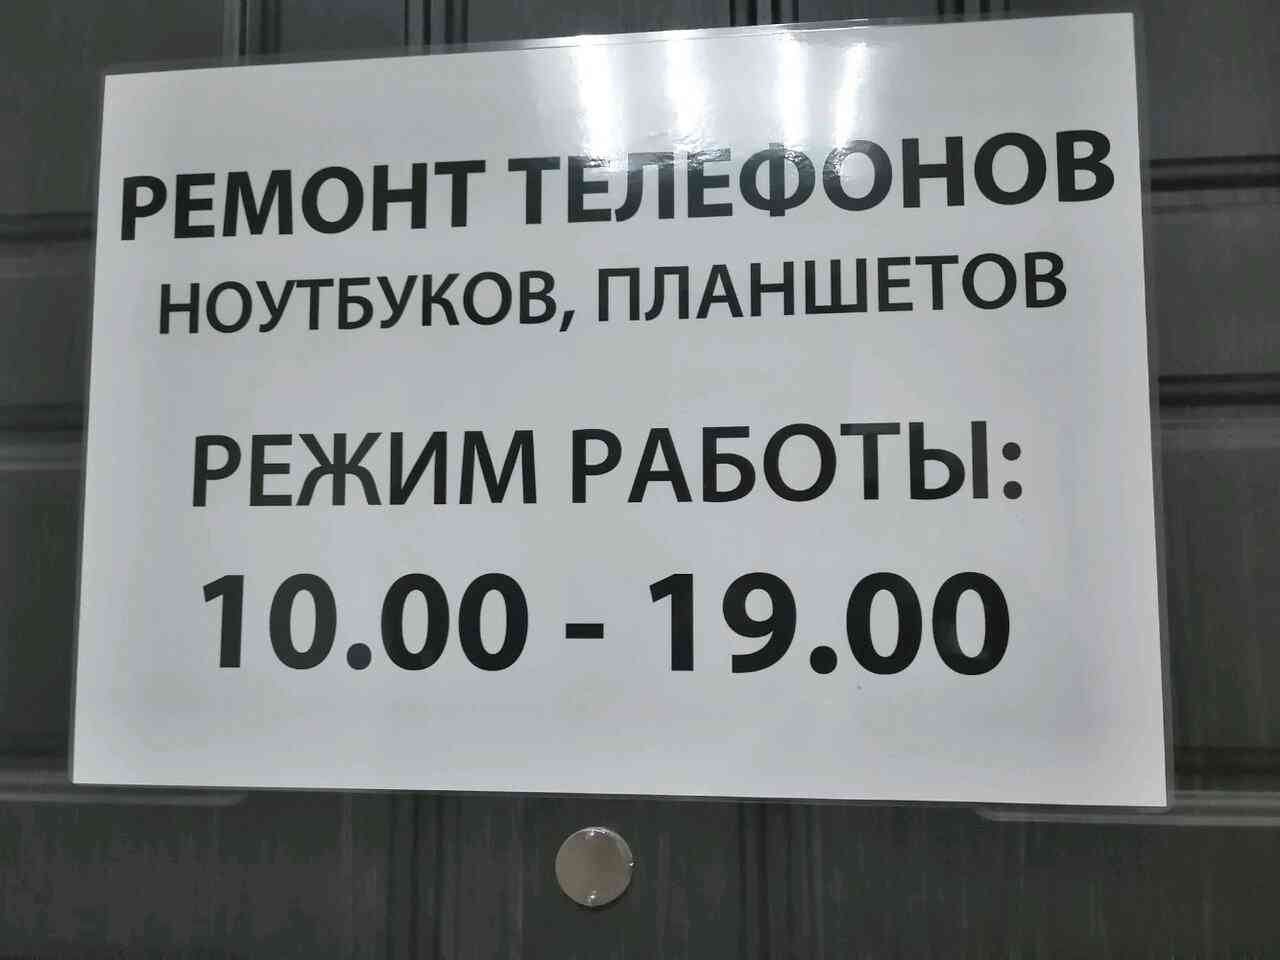 РЕМОНТ ТЕЛЕФОНОВ
НОУТБУКОВ, ПЛАНШЕТОВ
РЕЖИМ РАБОТЫ:
10.00 - 19.00